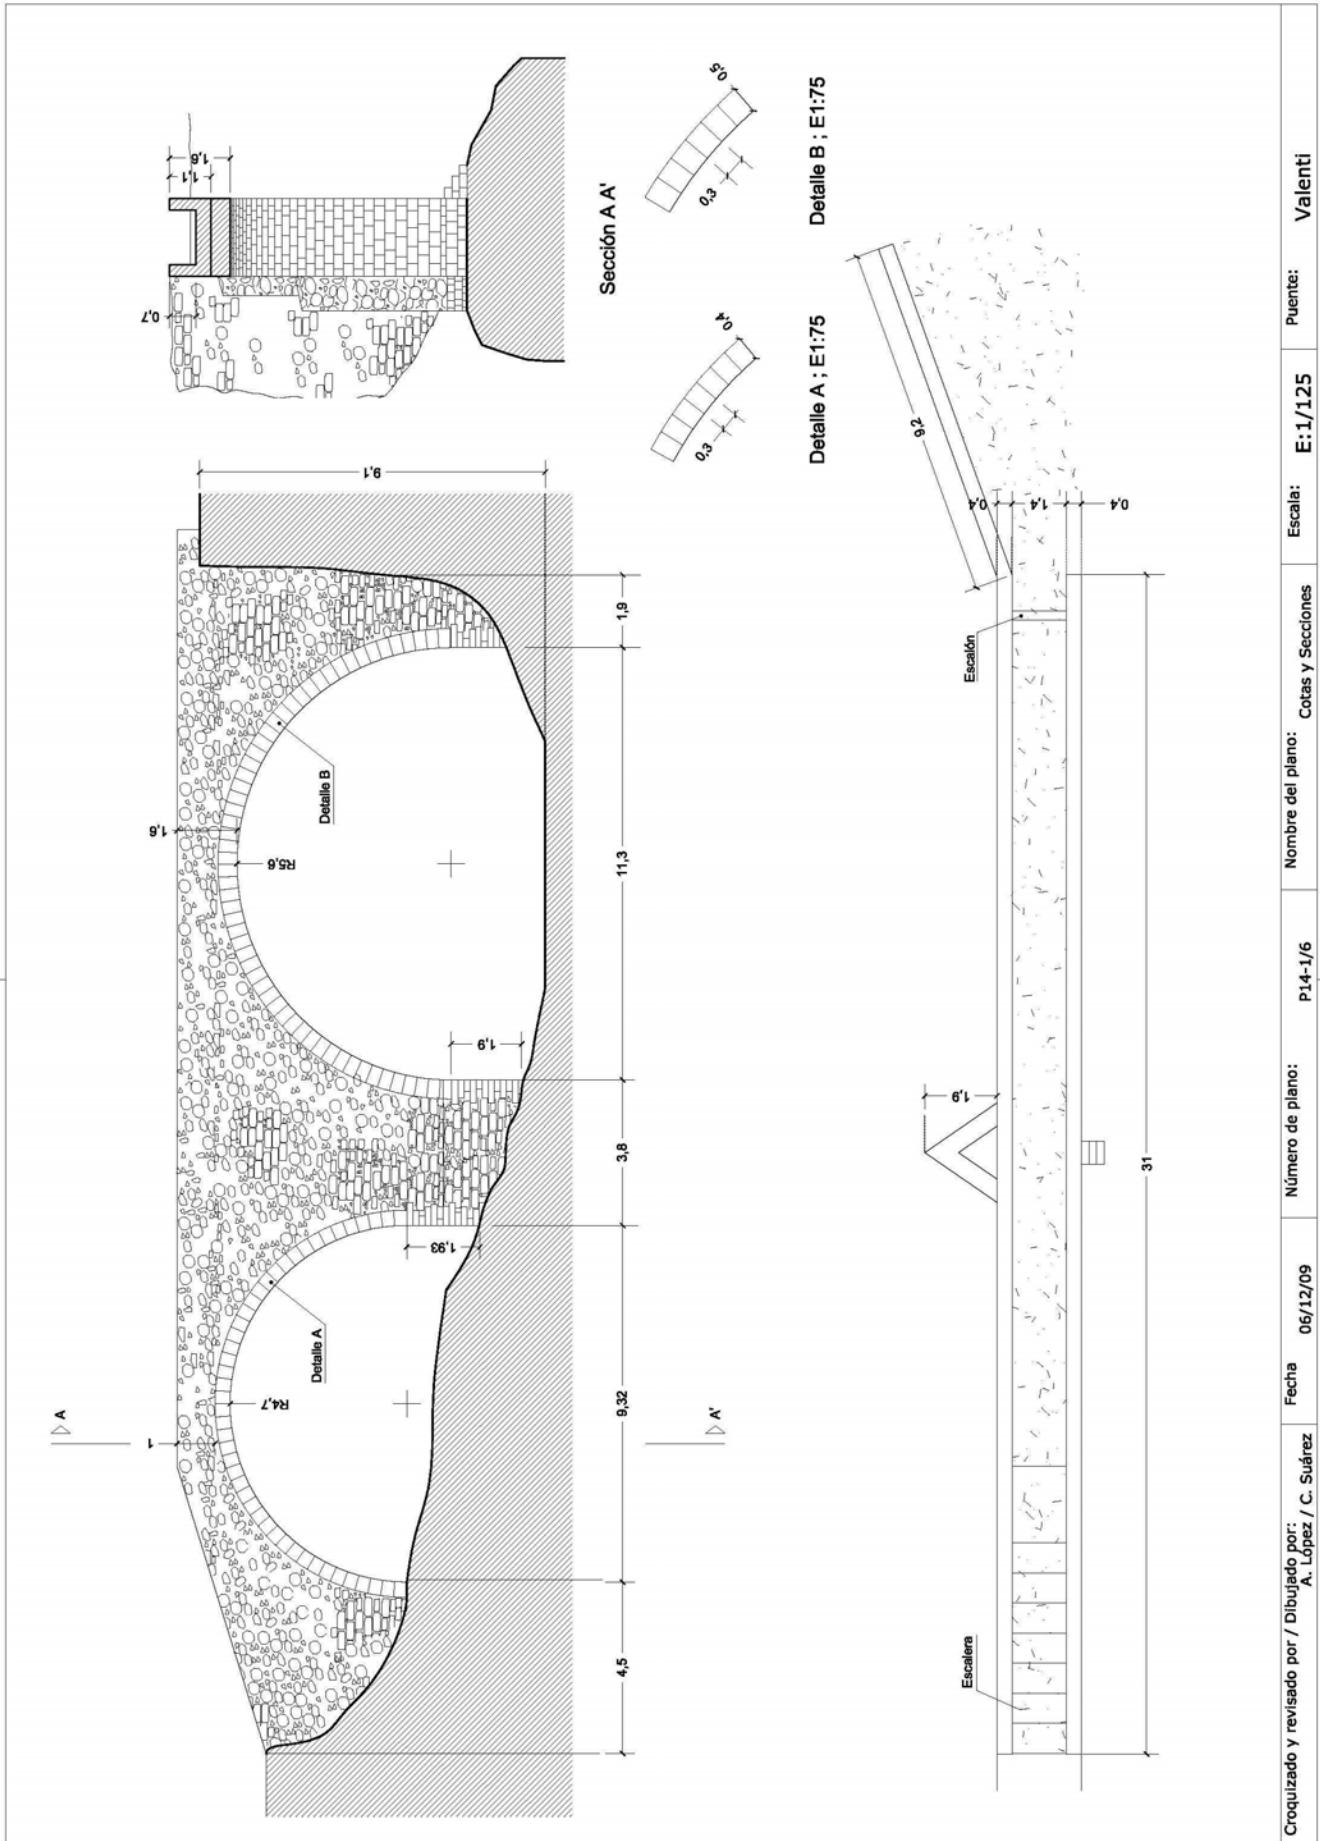 A
A'
1
1,6
R4,7
R5,6
Detalle A
Detalle B
1,93
1,9
9,1
4,5
9,32
3,8
11,3
1,9
0,7
1,1
1,6
Sección A A'
0,3
0,4
Detalle A ; E1:75
0,3
0,5
Detalle B ; E1:75
Escalera
1,9
Escalón
9,2
0,4
1,4
0,4
31
Croquizado y revisado por / Dibujado por:
A. López / C. Suárez
Fecha
06/12/09
Número de plano:
P14-1/6
Nombre del plano:
Cotas y Secciones
Escala:
E:1/125
Puente:
Valenti